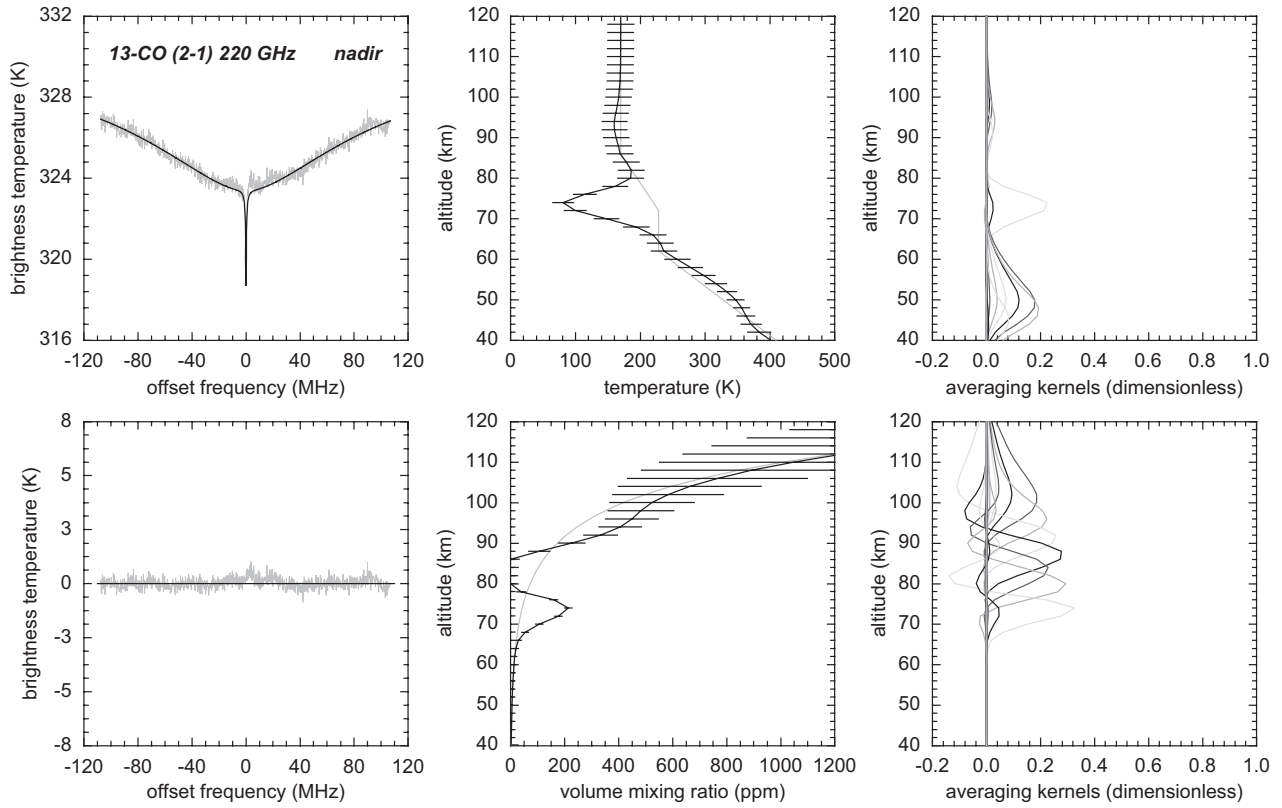 13-CO (2-1) 220 GHz nadir
brightness temperature (K)
332
328
324
320
316
-120 -80 -40 0 40 80 120
offset frequency (MHz)
altitude (km)
120
110
100
90
80
70
60
50
40
0 100 200 300 400 500
temperature (K)
altitude (km)
120
110
100
90
80
70
60
50
40
-0.2 0.0 0.2 0.4 0.6 0.8 1.0
averaging kernels (dimensionless)
brightness temperature (K)
8
5
3
0
-3
-5
-8
-120 -80 -40 0 40 80 120
offset frequency (MHz)
altitude (km)
120
110
100
90
80
70
60
50
40
0 200 400 600 800 1000 1200
volume mixing ratio (ppm)
altitude (km)
120
110
100
90
80
70
60
50
40
-0.2 0.0 0.2 0.4 0.6 0.8 1.0
averaging kernels (dimensionless)